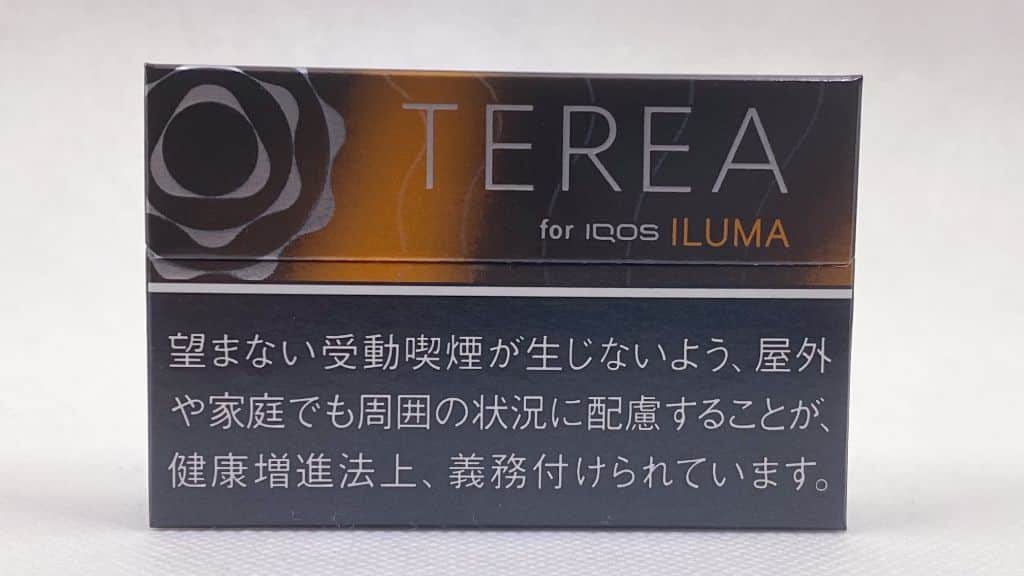 TEREA
for IQOS ILUMA
望まない受動喫煙が生じないよう、屋外
や家庭でも周囲の状況に配慮することが、
健康増進法上、義務付けられています。